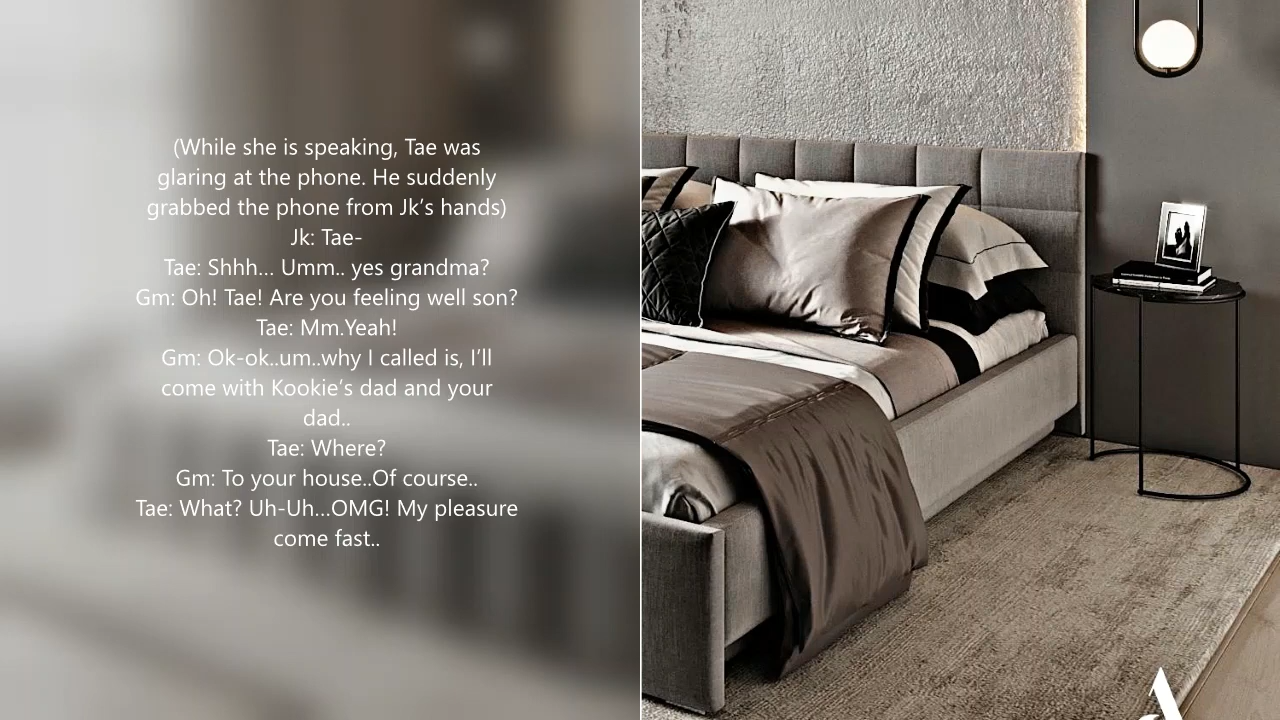 (While she is speaking, Tae was
glaring at the phone. He suddenly
grabbed the phone from Jk’s hands)
Jk: Tae-
Tae: Shhh... Umm.. yes grandma?
Gm: Oh! Tae! Are you feeling well son?
Tae: Mm.Yeah!
Gm: Ok-ok..um..why I called is, I’ll
come with Kookie’s dad and your
dad..
Tae: Where?
Gm: To your house..Of course..
Tae: What? Uh-Uh...OMG! My pleasure
come fast..